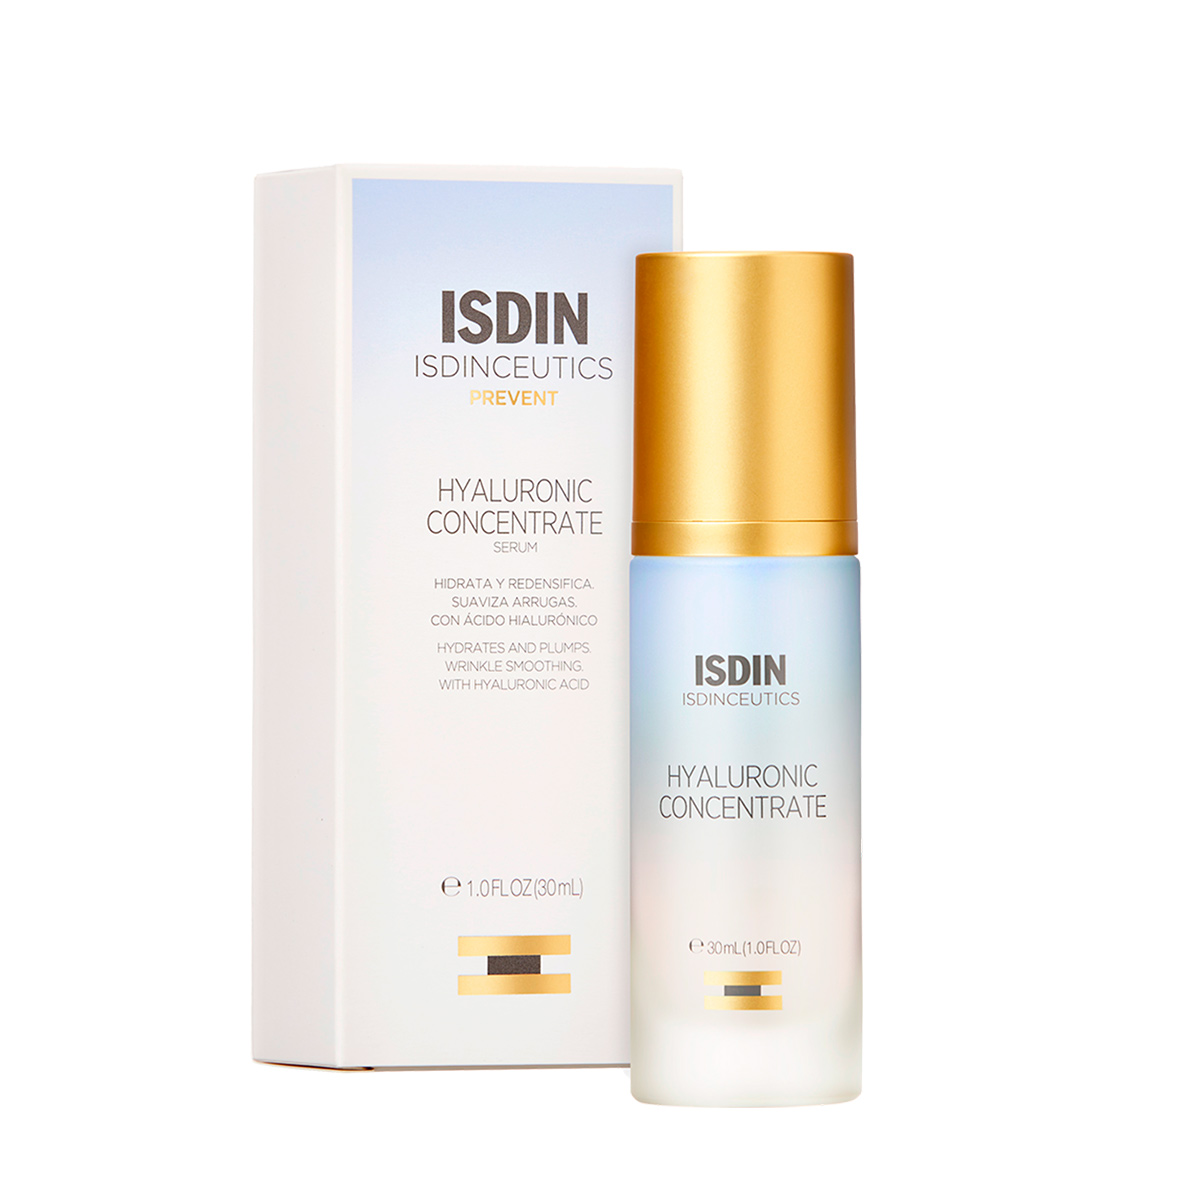 ISDIN
ISDINCEUTICS
PREVENT
HYALURONIC
CONCENTRATE
SERUM
HIDRATA Y REDENSIFICA.
SUAVIZA ARRUGAS.
CON ÁCIDO HIALURÓNICO
HYDRATES AND PLUMPS.
WRINKLE SMOOTHING.
WITH HYALURONIC ACID
℮ 1.0 FL OZ (30 mL)
ISDIN
ISDINCEUTICS
HYALURONIC
CONCENTRATE
℮ 30 mL (1.0 FL OZ)